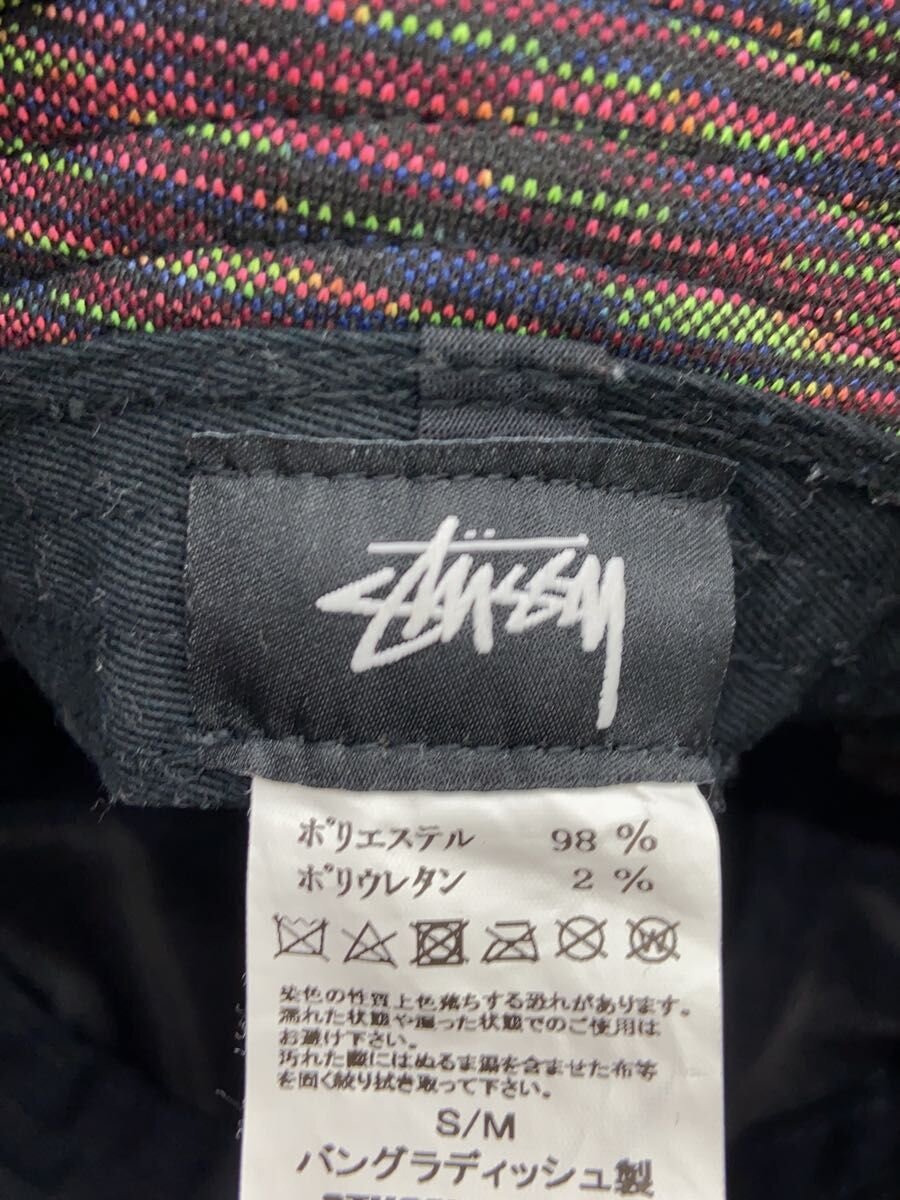 STÜSSY
ポリエステル 98 %
ポリウレタン 2 %
染色の性質上色落ちする恐れがあります。
濡れた状態や湿った状態でのご使用は
お避け下さい。
汚れた際にはぬるま湯を含ませた布等
を固く絞り拭き取って下さい。
S/M
バングラディッシュ製